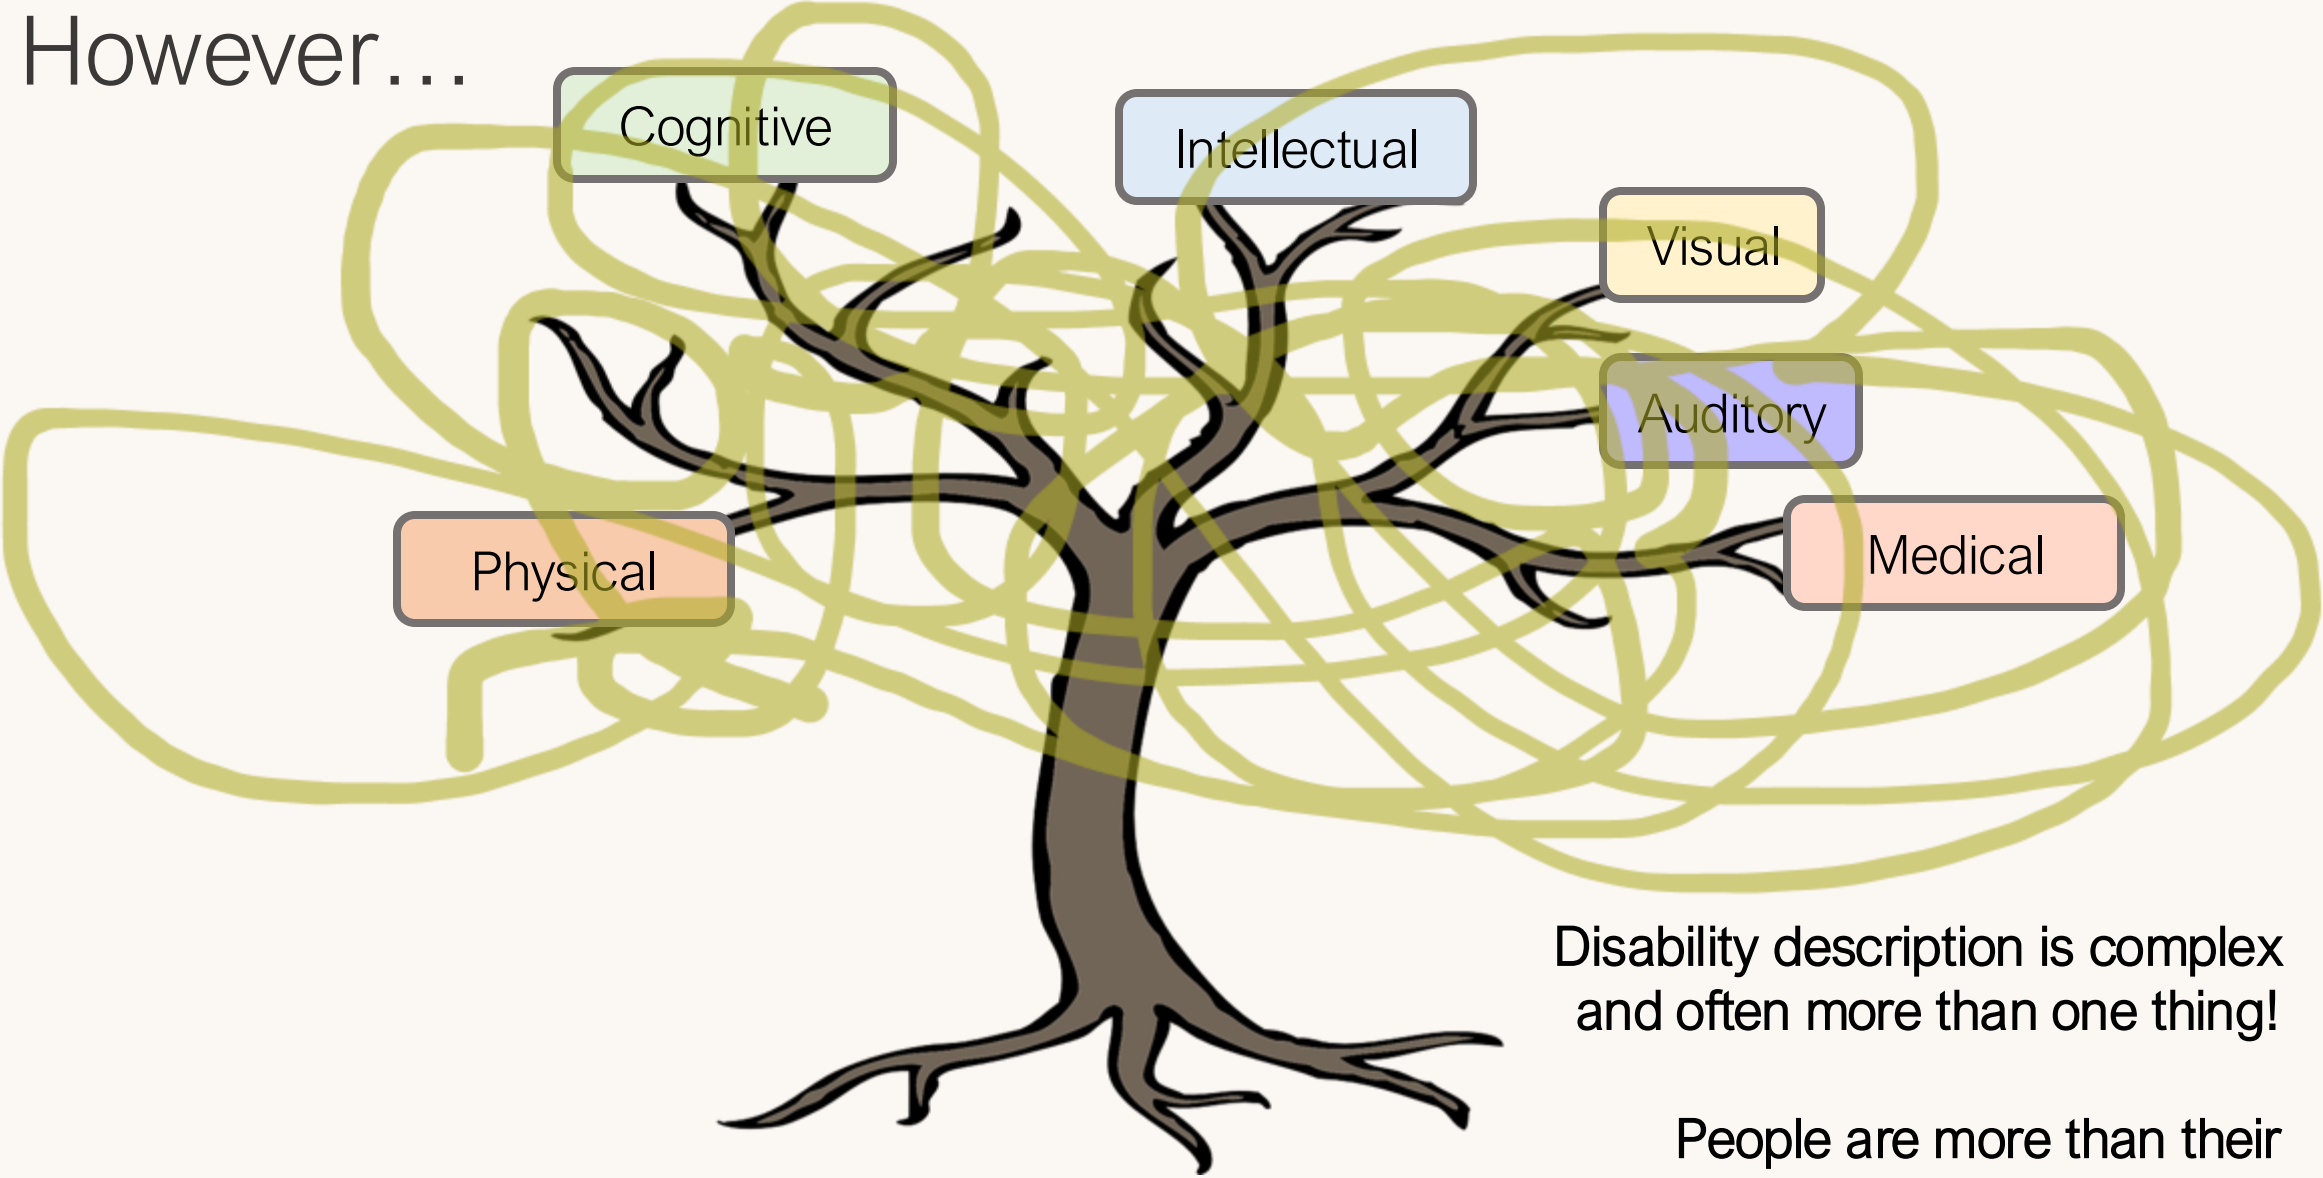 However...
Cognitive
Intellectual
Visual
Auditory
Physical
Medical
Disability description is complex
and often more than one thing!
People are more than their